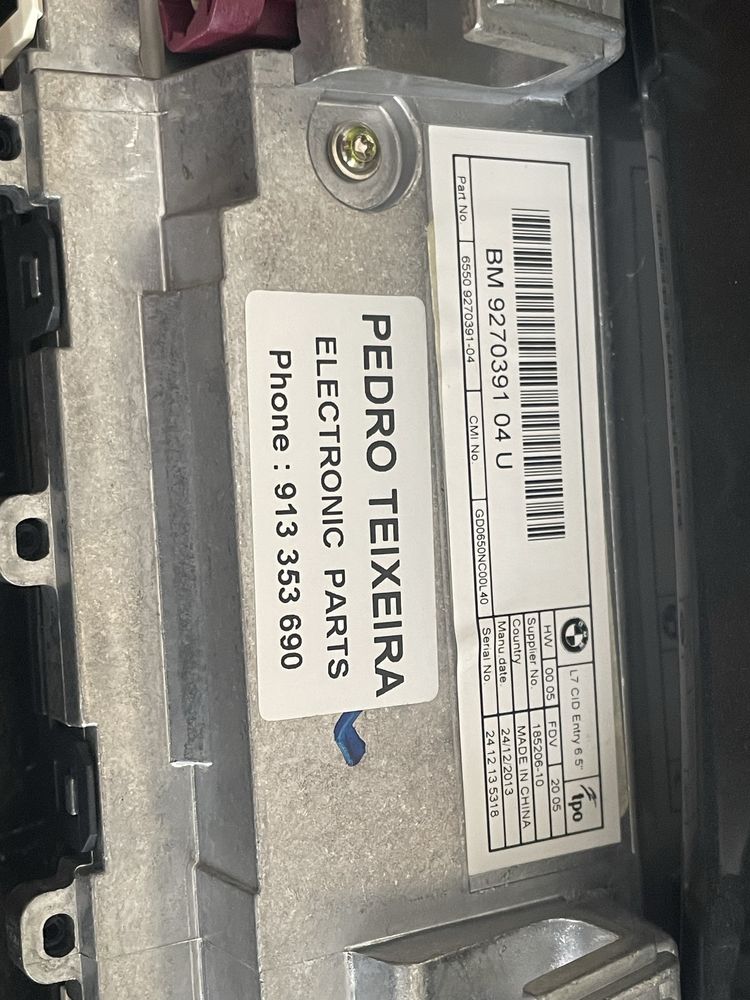 BM 9270391 04 U
Part No.
6550 9270391-04
CMI No.
GD0650NC00L40
L7 CID Entry 6.5"
tpo
HW
00 05
FDV
20 05
Supplier No.
185206-10
Country
MADE IN CHINA
Manu date.
24/12/2013
Serial No.
24 12 13 5318
PEDRO TEIXEIRA
ELECTRONIC PARTS
Phone : 913 353 690